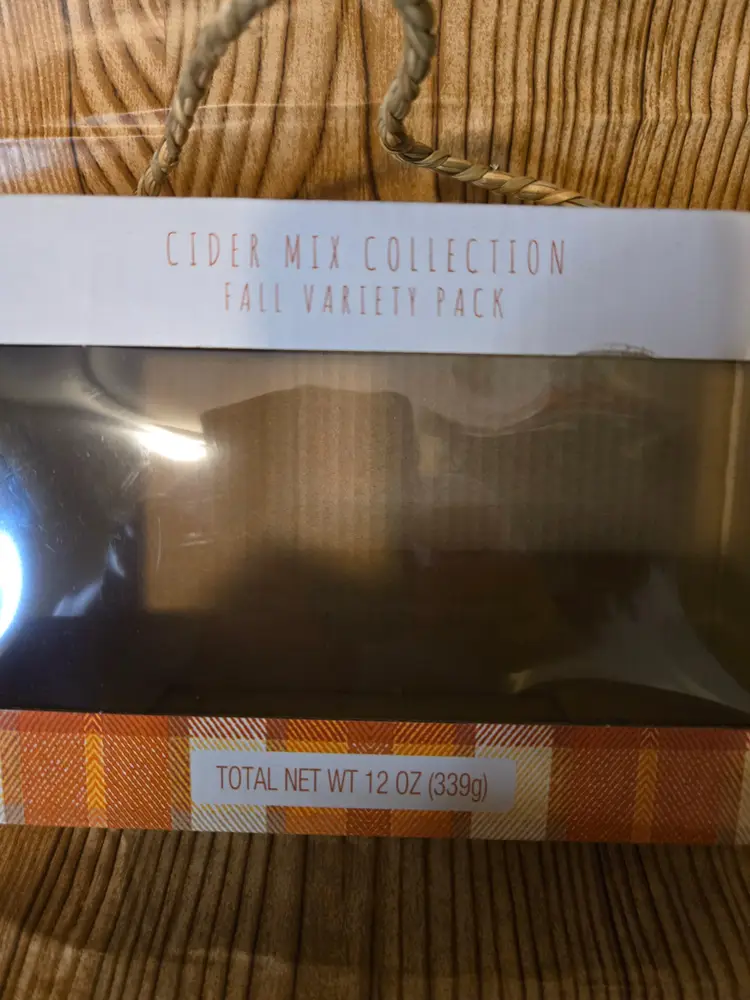 CIDER MIX COLLECTION
FALL VARIETY PACK
TOTAL NET WT 12 OZ (339g)